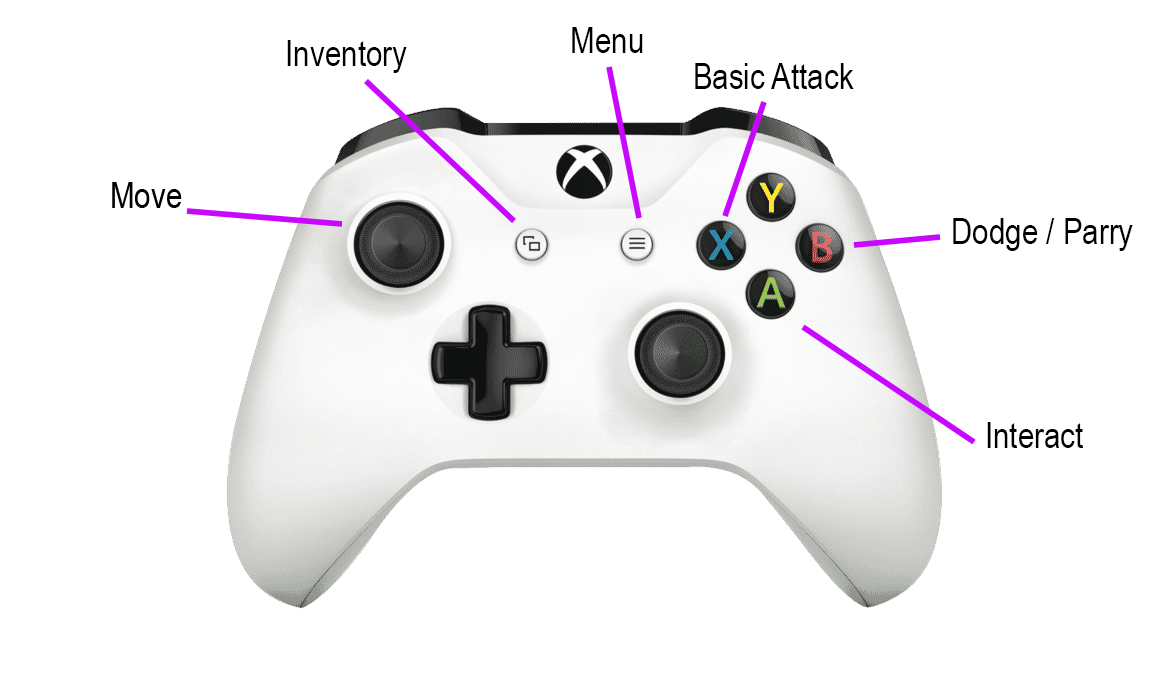 Inventory
Menu
Basic Attack
Move
Y
X
B
Dodge / Parry
A
Interact